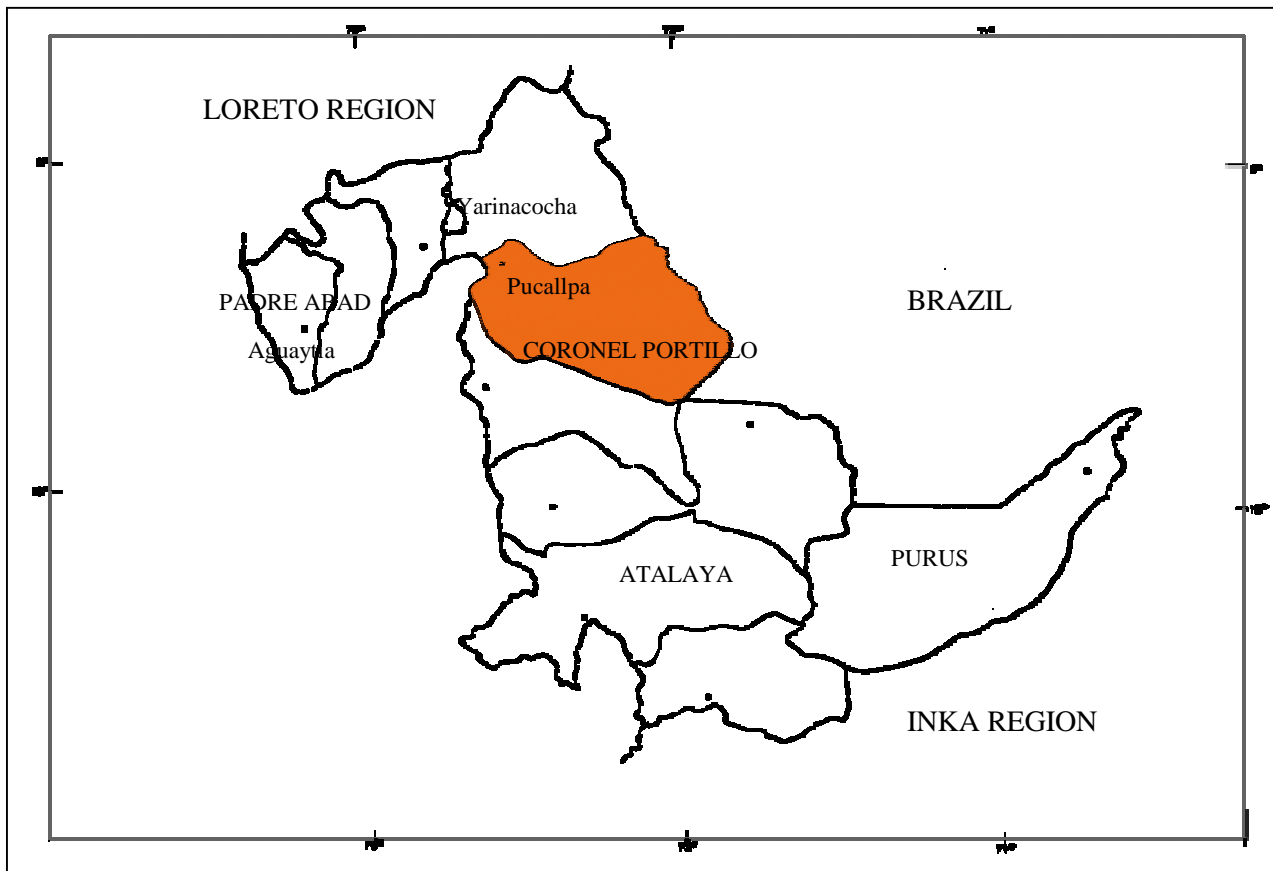 LORETO REGION
Yarinacocha
Pucallpa
PADRE ABAD
BRAZIL
Aguaytia
CORONEL PORTILLO
PURUS
ATALAYA
INKA REGION